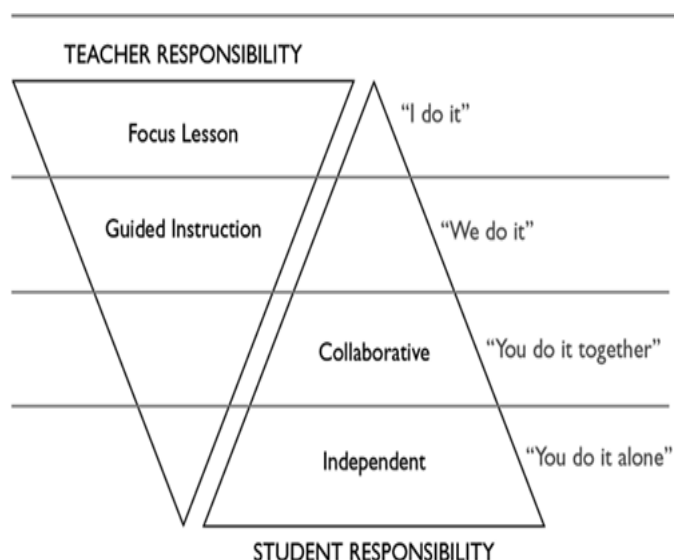 TEACHER RESPONSIBILITY
Focus Lesson
"I do it"
Guided Instruction
"We do it"
Collaborative
"You do it together"
Independent
"You do it alone"
STUDENT RESPONSIBILITY